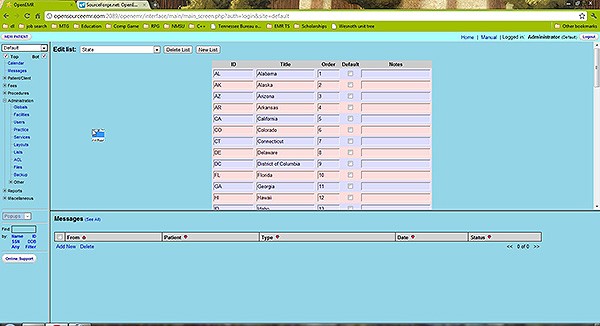 OpenEMR
SourceForge.net: OpenE...
opensourceemr.com:2089/openemr/interface/main/main_screen.php?auth=login&site=default
dl job search MTG Education Comp Game RPG NMSU C++ Tennessee Bureau o... EMR TS Scholarships Wesnoth unit tree Other bookmarks
NEW PATIENT
Home | Manual | Logged in: Administrator (Default) Logout
Default
Top Bot
Calendar
Messages
Patient/Client
Fees
Procedures
Administration
Globals
Facilities
Users
Practice
Services
Layouts
Lists
ACL
Files
Backup
Other
Reports
Miscellaneous
Popups
Find:
by: Name ID
SSN DOB
Any Filter
Online Support
Edit list: State Delete List New List
ID Title Order Default Notes
AL Alabama 1
AK Alaska 2
AZ Arizona 3
AR Arkansas 4
CA California 5
CO Colorado 6
CT Connecticut 7
DE Delaware 8
DC District of Columbia 9
FL Florida 10
GA Georgia 11
HI Hawaii 12
ID Idaho 13
Messages (See All)
From Patient Type Date Status
Add New Delete << 0 of 0 >>